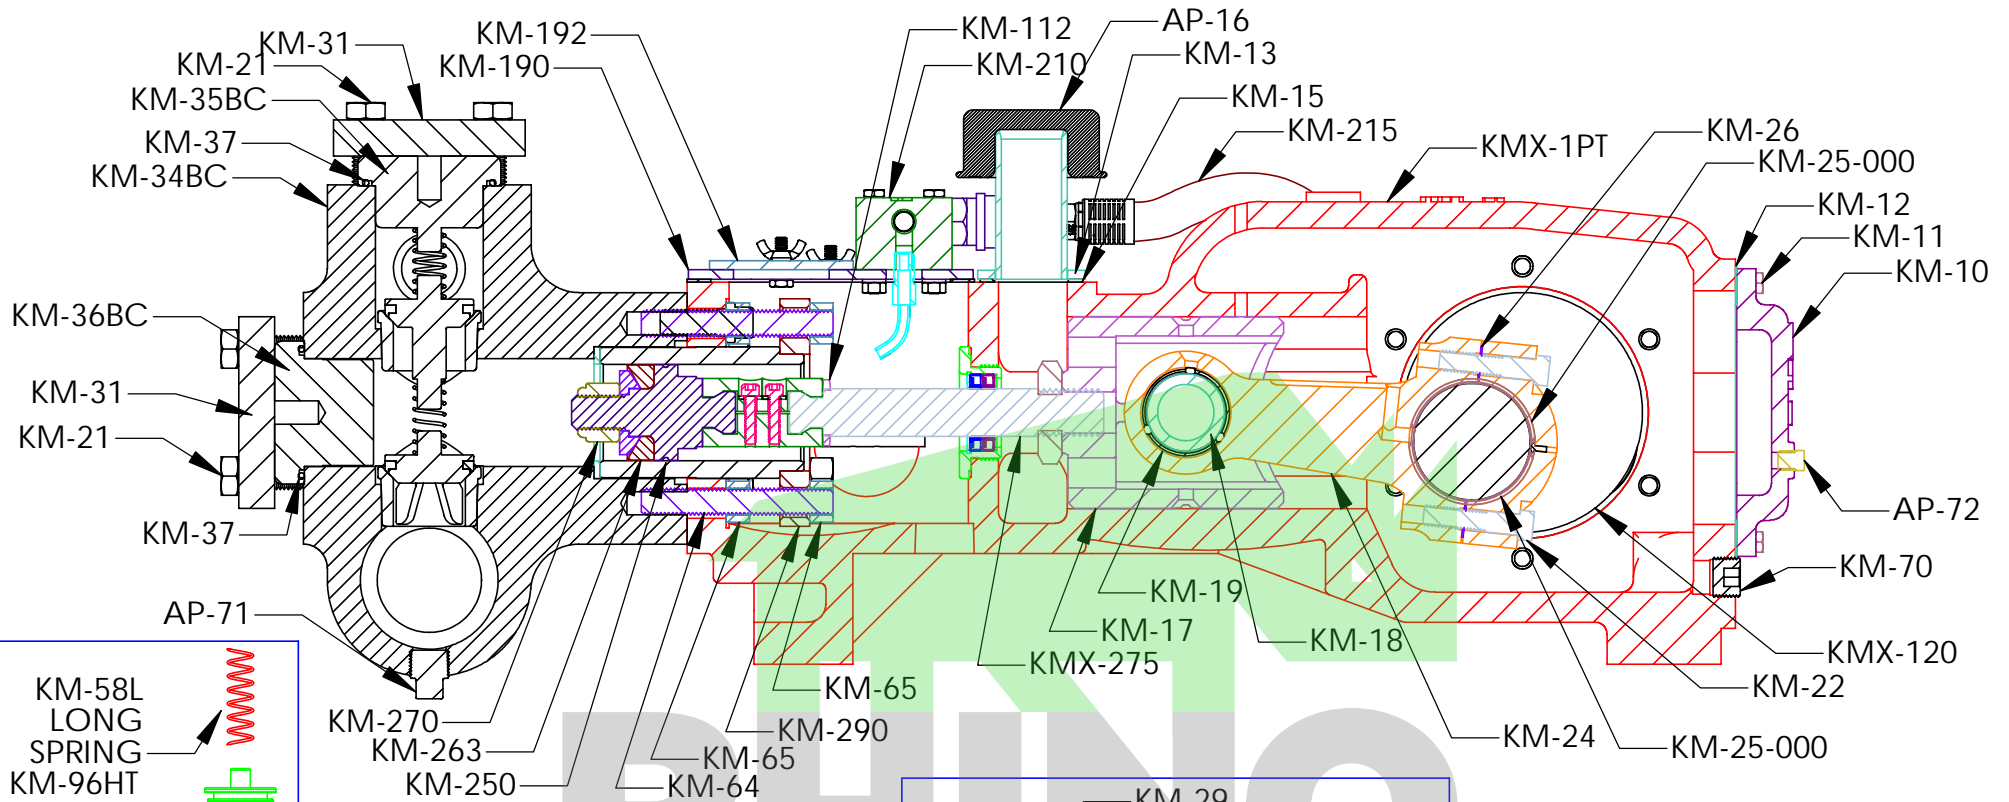 KM-192
KM-31
KM-190
KM-21
KM-35BC
KM-37
KM-34BC
KM-36BC
KM-31
KM-21
KM-37
AP-71
KM-112
KM-210
AP-16
KM-13
KM-15
KM-215
KMX-1PT
KM-26
KM-25-000
KM-12
KM-11
KM-10
AP-72
KM-70
KMX-120
KM-22
KM-25-000
KM-24
KM-18
KM-19
KM-17
KMX-275
KM-65
KM-290
KM-65
KM-64
KM-270
KM-263
KM-250
KM-58L
LONG
SPRING
KM-96HT
KM-29
RHINO